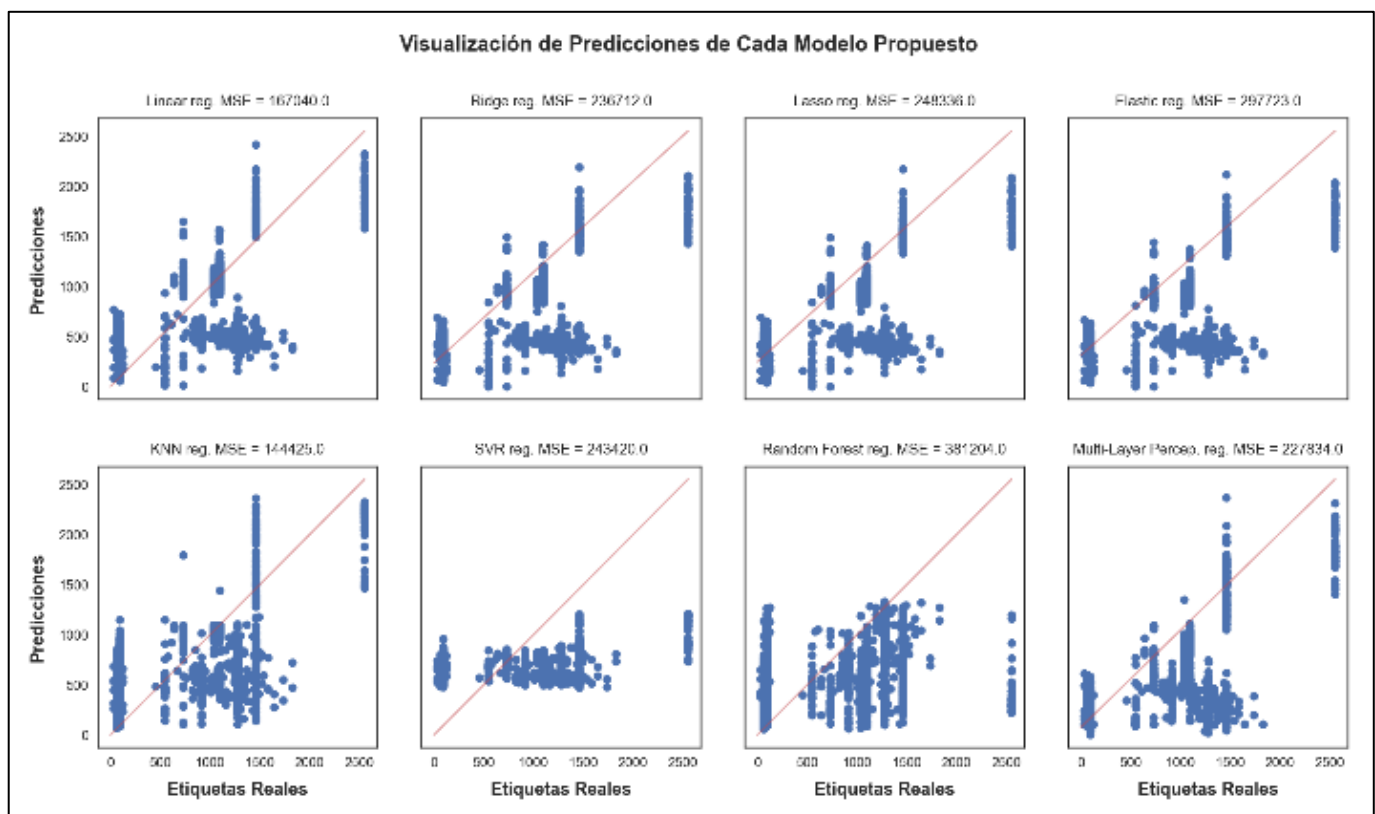 Visualización de Predicciones de Cada Modelo Propuesto
Linear reg. MSE = 167040.0
Ridge reg. MSE = 236712.0
Lasso reg. MSE = 248336.0
Elastic reg. MSE = 297723.0
2500
2000
1500
1000
500
0
Predicciones
KNN reg. MSE = 144425.0
SVR reg. MSE = 243420.0
Random Forest reg. MSE = 381204.0
Multi-Layer Percep. reg. MSE = 227834.0
2500
2000
1500
1000
500
0
Predicciones
0 500 1000 1500 2000 2500
0 500 1000 1500 2000 2500
0 500 1000 1500 2000 2500
0 500 1000 1500 2000 2500
Etiquetas Reales
Etiquetas Reales
Etiquetas Reales
Etiquetas Reales